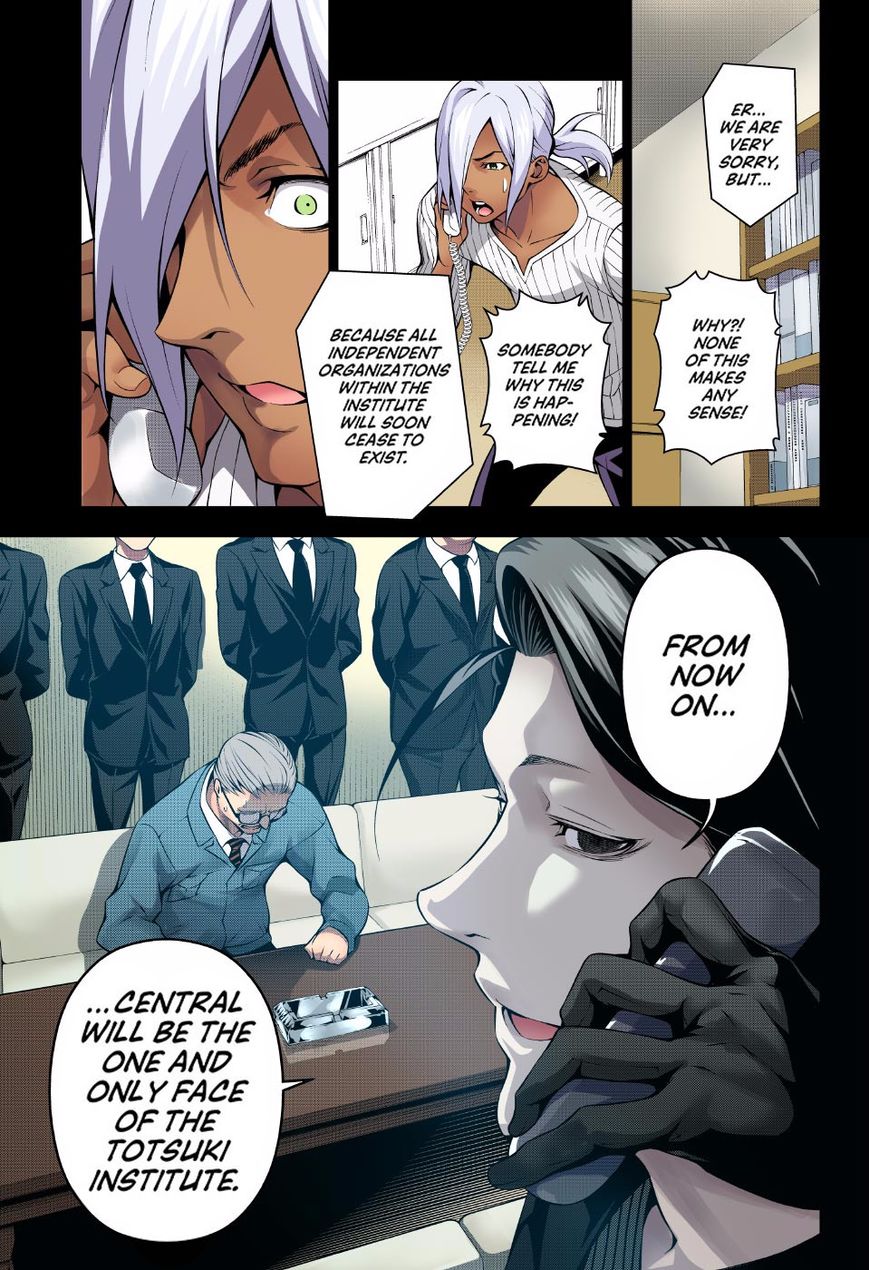 ER...
WE ARE
VERY
SORRY,
BUT...
WHY?!
NONE
OF THIS
MAKES
ANY
SENSE!
SOMEBODY
TELL ME
WHY THIS
IS HAP-
PENING!
BECAUSE ALL
INDEPENDENT
ORGANIZATIONS
WITHIN THE
INSTITUTE
WILL SOON
CEASE TO
EXIST.
FROM
NOW
ON...
...CENTRAL
WILL BE THE
ONE AND
ONLY FACE
OF THE
TOTSUKI
INSTITUTE.